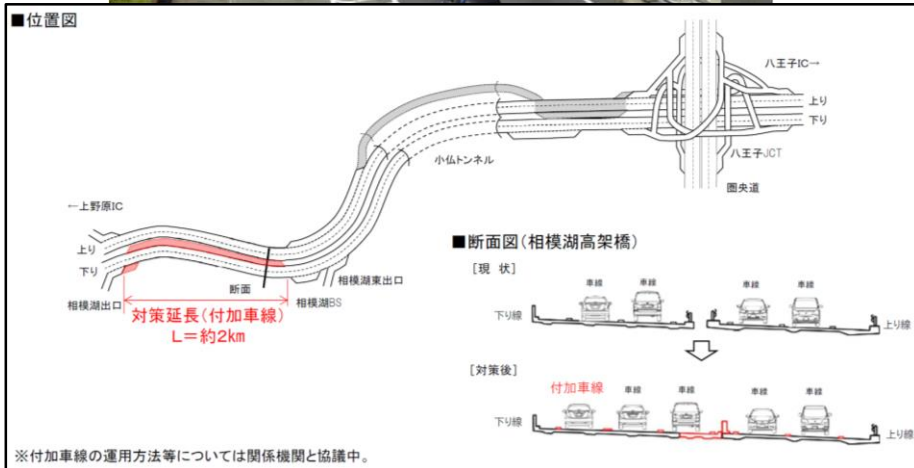 ■位置図
八王子IC→
上り
下り
小仏トンネル
八王子JCT
圏央道
←上野原IC
上り
下り
断面
相模湖東出口
相模湖出口
相模湖BS
対策延長(付加車線)
L=約2km
■断面図(相模湖高架橋)
[現 状]
車線 車線 車線 車線
下り線 上り線
[対策後]
付加車線 車線 車線 車線 車線
下り線 上り線
※付加車線の運用方法等については関係機関と協議中。